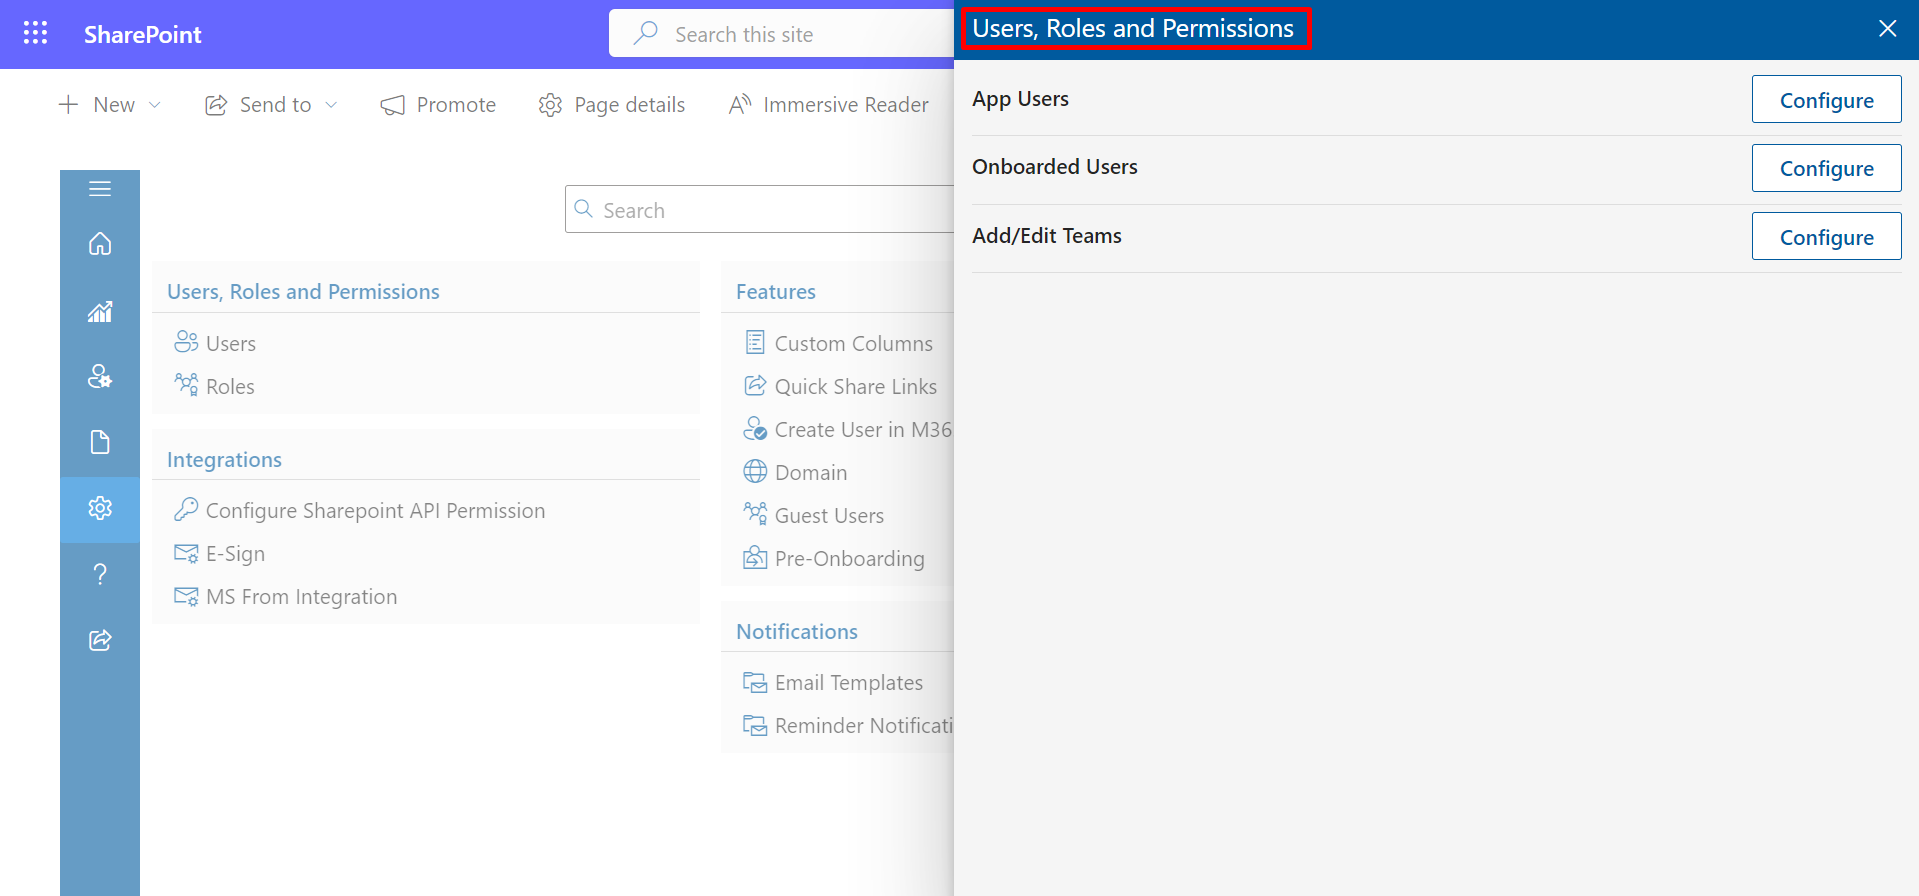 SharePoint
Search this site
New
Send to
Promote
Page details
Immersive Reader
Search
Users, Roles and Permissions
Users
Roles
Integrations
Configure Sharepoint API Permission
E-Sign
MS From Integration
Features
Custom Columns
Quick Share Links
Create User in M36
Domain
Guest Users
Pre-Onboarding
Notifications
Email Templates
Reminder Notificati
Users, Roles and Permissions
App Users
Configure
Onboarded Users
Configure
Add/Edit Teams
Configure